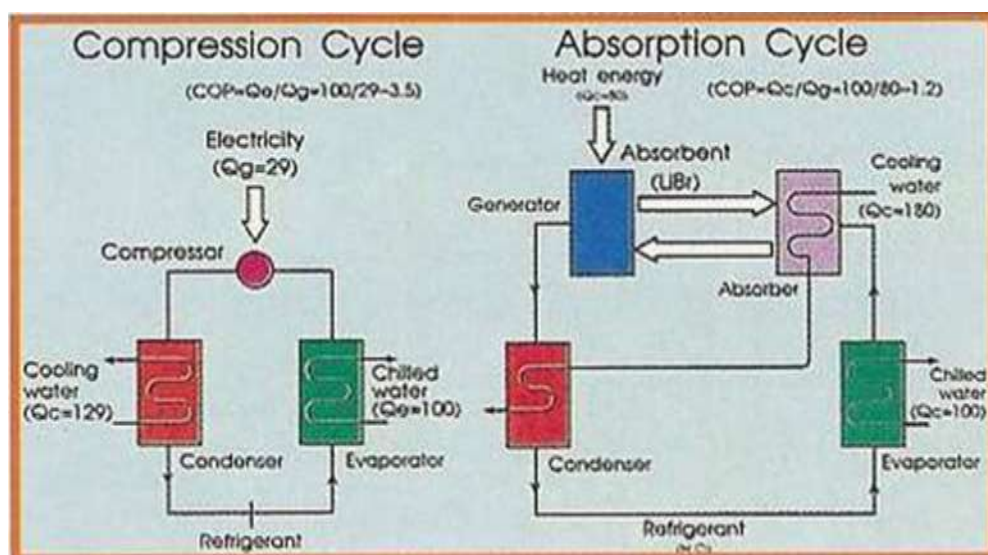 Compression Cycle
(COP=Qe/Qg=100/29-3.5)
Electricity
(Qg=29)
Compressor
Cooling
water
(Qc=129)
Chilled
water
(Qe=100)
Condenser
Evaporator
Refrigerant
Absorption Cycle
Heat energy
(Qc=80)
(COP=Qc/Qg=100/80-1.2)
Absorbent
(LiBr)
Generator
Cooling
water
(Qc=180)
Absorber
Chilled
water
(Qc=100)
Condenser
Evaporator
Refrigerant